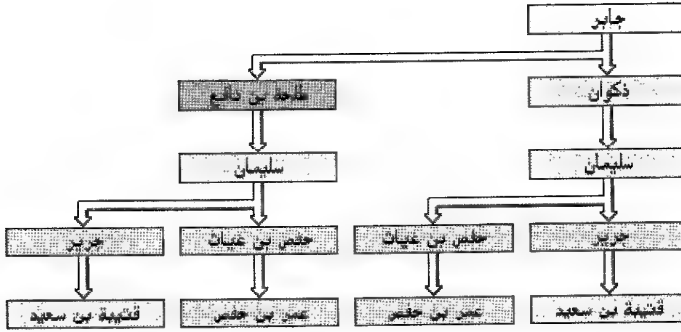 جابر
ذكوان
طلحة بن نافع
سليمان
سليمان
جرير
حفص بن غياث
حفص بن غياث
جرير
قتيبة بن سعيد
عمر بن حفص
عمر بن حفص
قتيبة بن سعيد